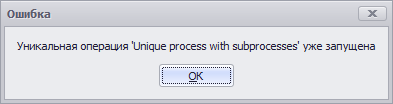 Ошибка
Уникальная операция 'Unique process with subprocesses' уже запущена
OK